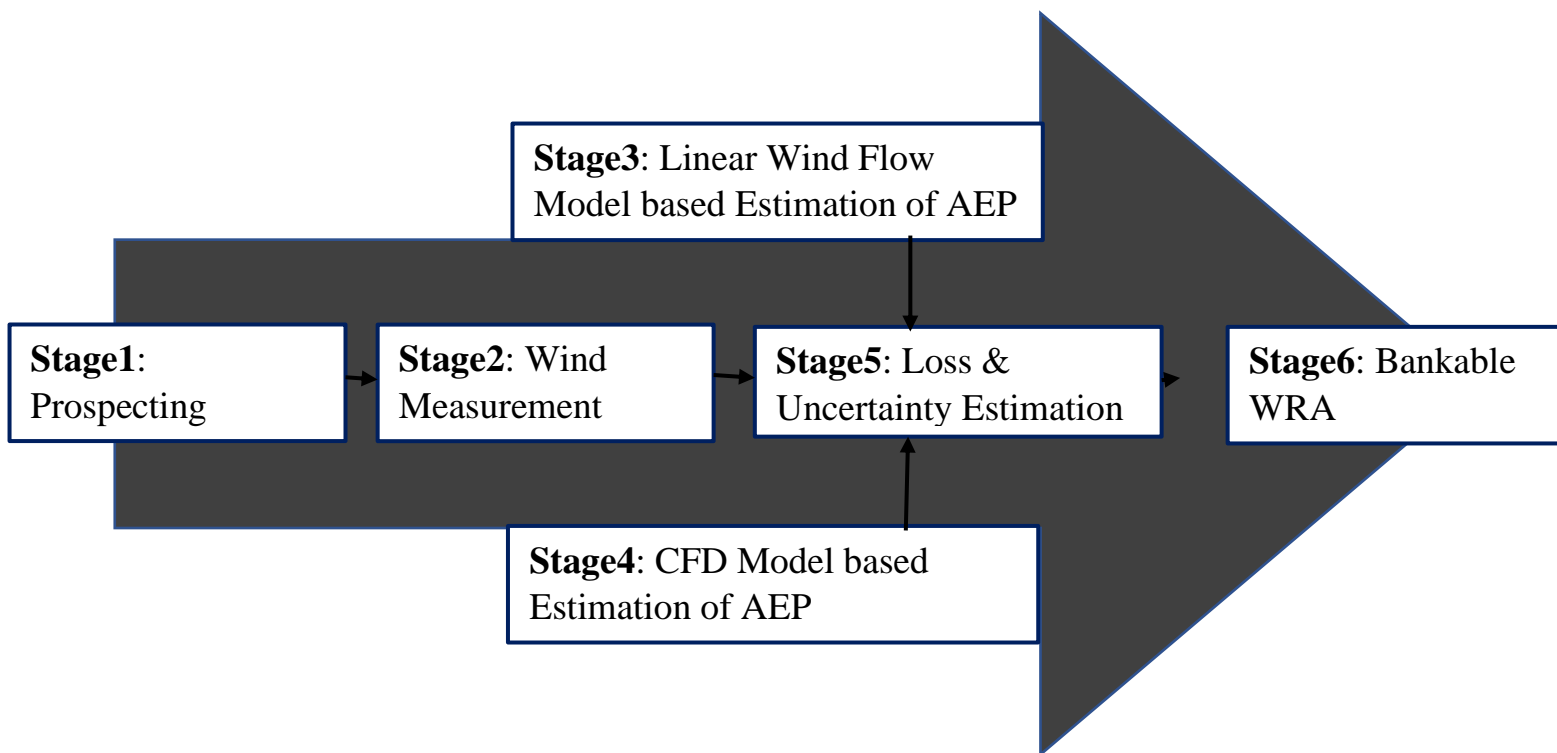 Stage1:
Prospecting
Stage2: Wind
Measurement
Stage3: Linear Wind Flow
Model based Estimation of AEP
Stage4: CFD Model based
Estimation of AEP
Stage5: Loss &
Uncertainty Estimation
Stage6: Bankable
WRA